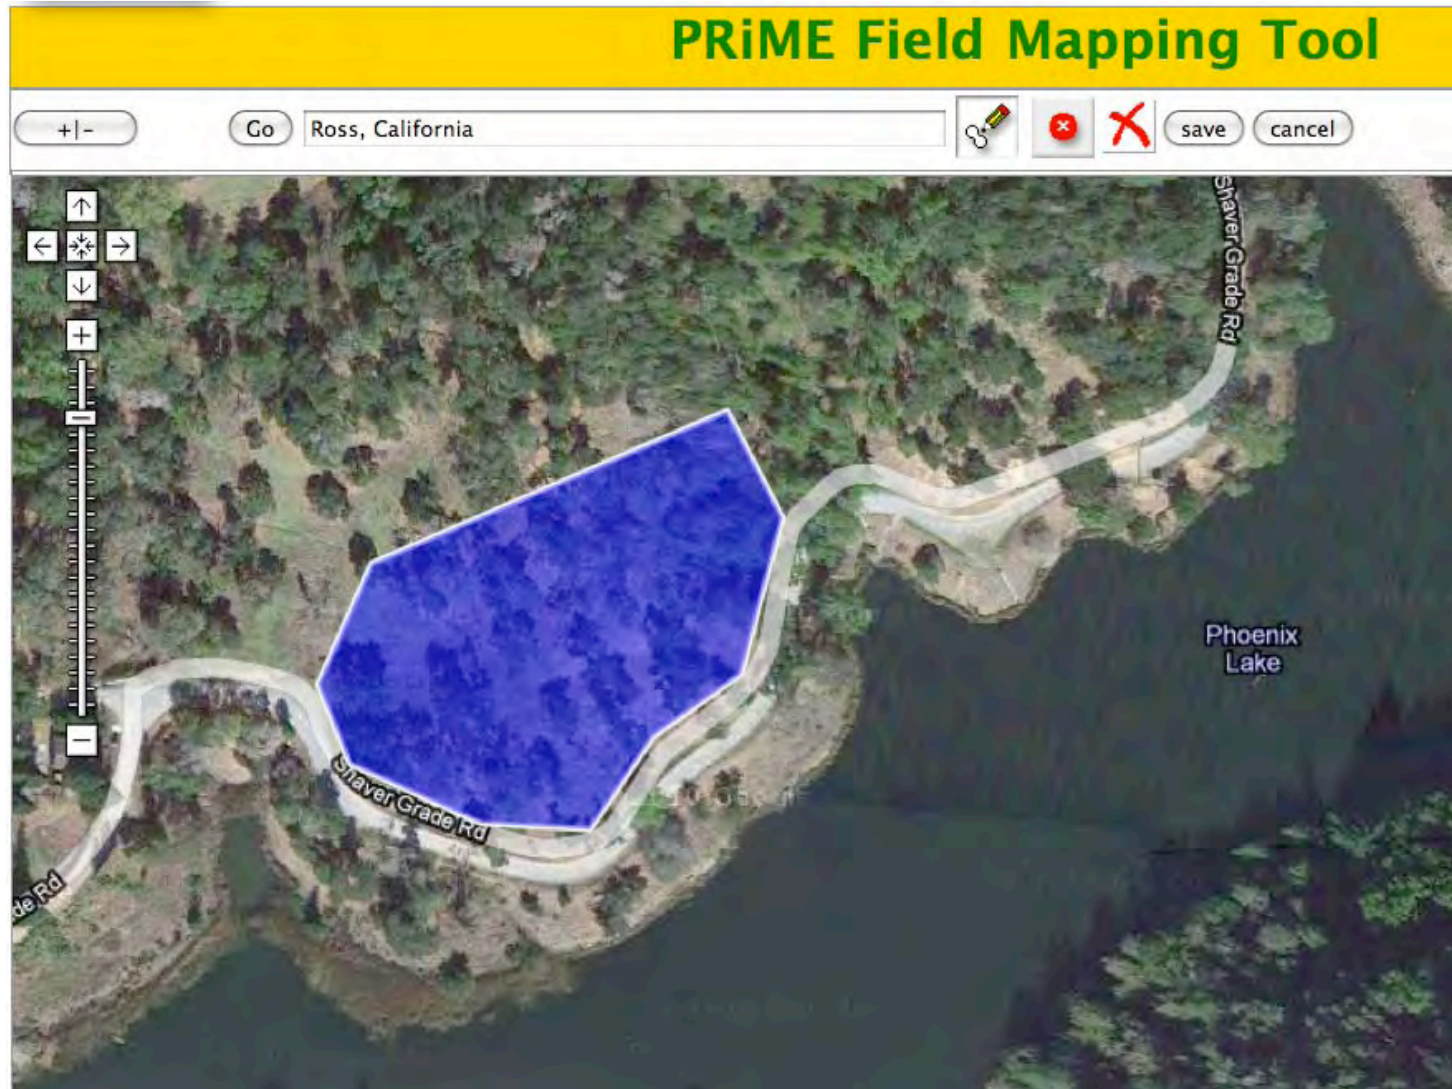 PRiME Field Mapping Tool
+|-
Go
Ross, California
save
cancel
Shaver Grade Rd
Phoenix
Lake
Shaver Grade Rd
de Rd